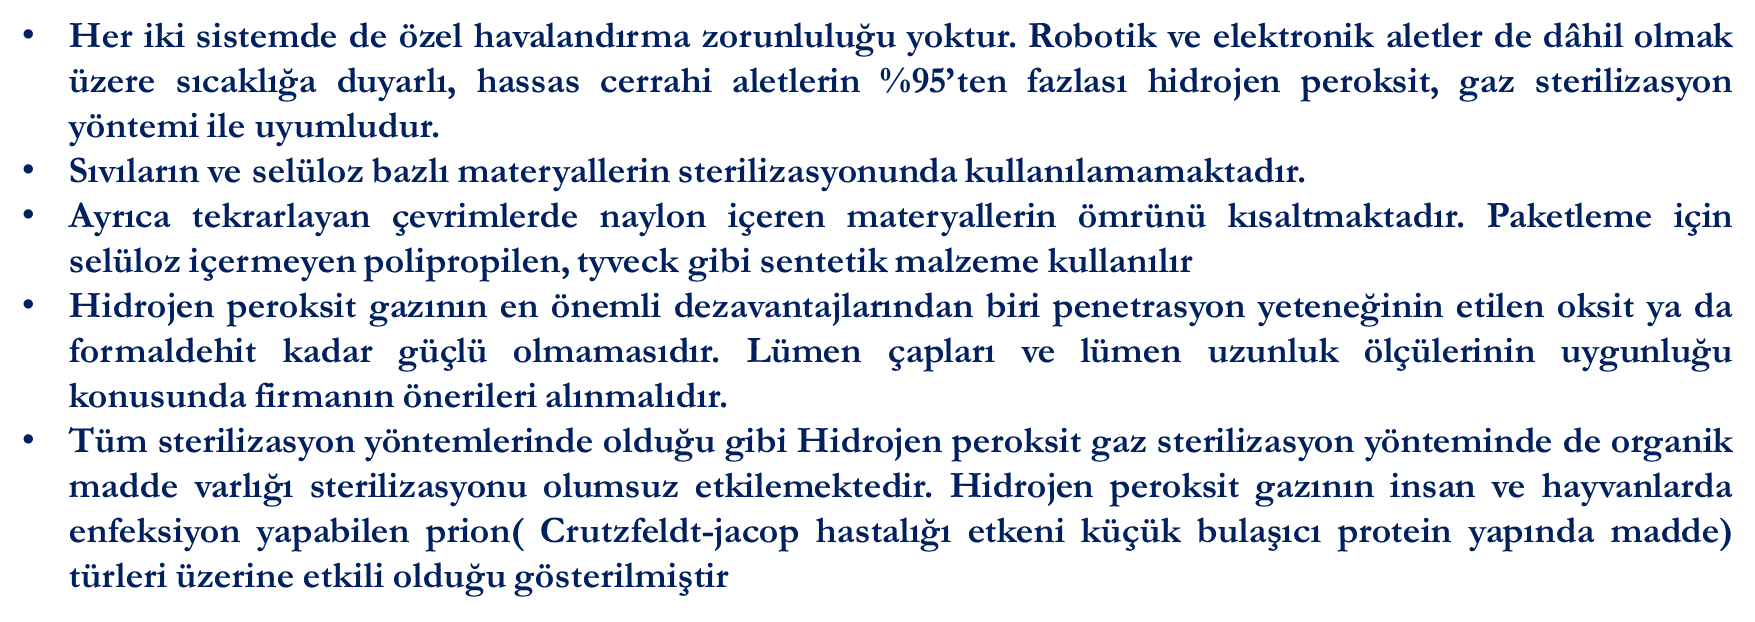 • Her iki sistemde de özel havalandırma zorunluluğu yoktur. Robotik ve elektronik aletler de dâhil olmak
üzere sıcaklığa duyarlı, hassas cerrahi aletlerin %95’ten fazlası hidrojen peroksit, gaz sterilizasyon
yöntemi ile uyumludur.
• Sıvıların ve selüloz bazlı materyallerin sterilizasyonunda kullanılamamaktadır.
• Ayrıca tekrarlayan çevrimlerde naylon içeren materyallerin ömrünü kısaltmaktadır. Paketleme için
selüloz içermeyen polipropilen, tyveck gibi sentetik malzeme kullanılır
• Hidrojen peroksit gazının en önemli dezavantajlarından biri penetrasyon yeteneğinin etilen oksit ya da
formaldehit kadar güçlü olmamasıdır. Lümen çapları ve lümen uzunluk ölçülerinin uygunluğu
konusunda firmanın önerileri alınmalıdır.
• Tüm sterilizasyon yöntemlerinde olduğu gibi Hidrojen peroksit gaz sterilizasyon yönteminde de organik
madde varlığı sterilizasyonu olumsuz etkilemektedir. Hidrojen peroksit gazının insan ve hayvanlarda
enfeksiyon yapabilen prion( Crutzfeldt-jacop hastalığı etkeni küçük bulaşıcı protein yapında madde)
türleri üzerine etkili olduğu gösterilmiştir